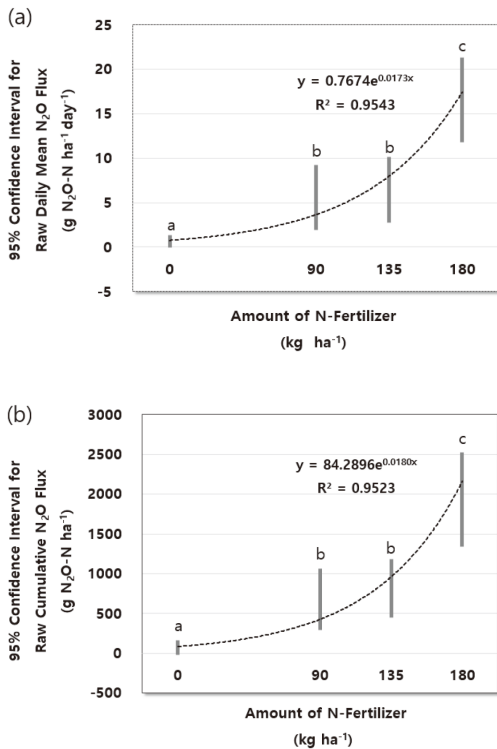 (a)
95% Confidence Interval for
Raw Daily Mean N₂O Flux
(g N₂O-N ha⁻¹ day⁻¹)
25
20
15
10
5
0
-5
y = 0.7674e^0.0173x
R² = 0.9543
a
b
b
c
0 90 135 180
Amount of N-Fertilizer
(kg ha⁻¹)
(b)
95% Confidence Interval for
Raw Cumulative N₂O Flux
(g N₂O-N ha⁻¹)
3000
2500
2000
1500
1000
500
0
-500
y = 84.2896e^0.0180x
R² = 0.9523
a
b
b
c
0 90 135 180
Amount of N-Fertilizer
(kg ha⁻¹)